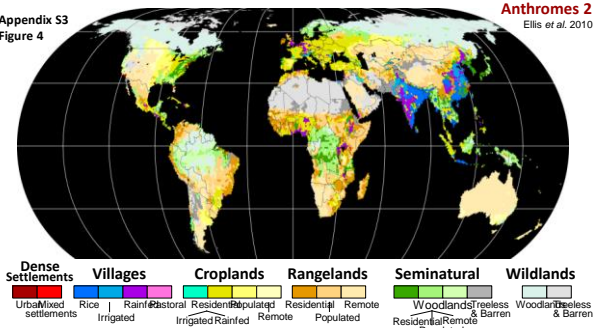 Appendix S3
Figure 4
Anthromes 2
Ellis et al. 2010
Dense
Settlements
Villages
Croplands
Rangelands
Seminatural
Wildlands
Urban
Mixed
settlements
Rice
Irrigated
Rainfed
Pastoral
Irrigated
Residential
Rainfed
Populated
Remote
Residential
Populated
Remote
Residential
Woodlands
Remote
Treeless
& Barren
Woodlands
Treeless
& Barren